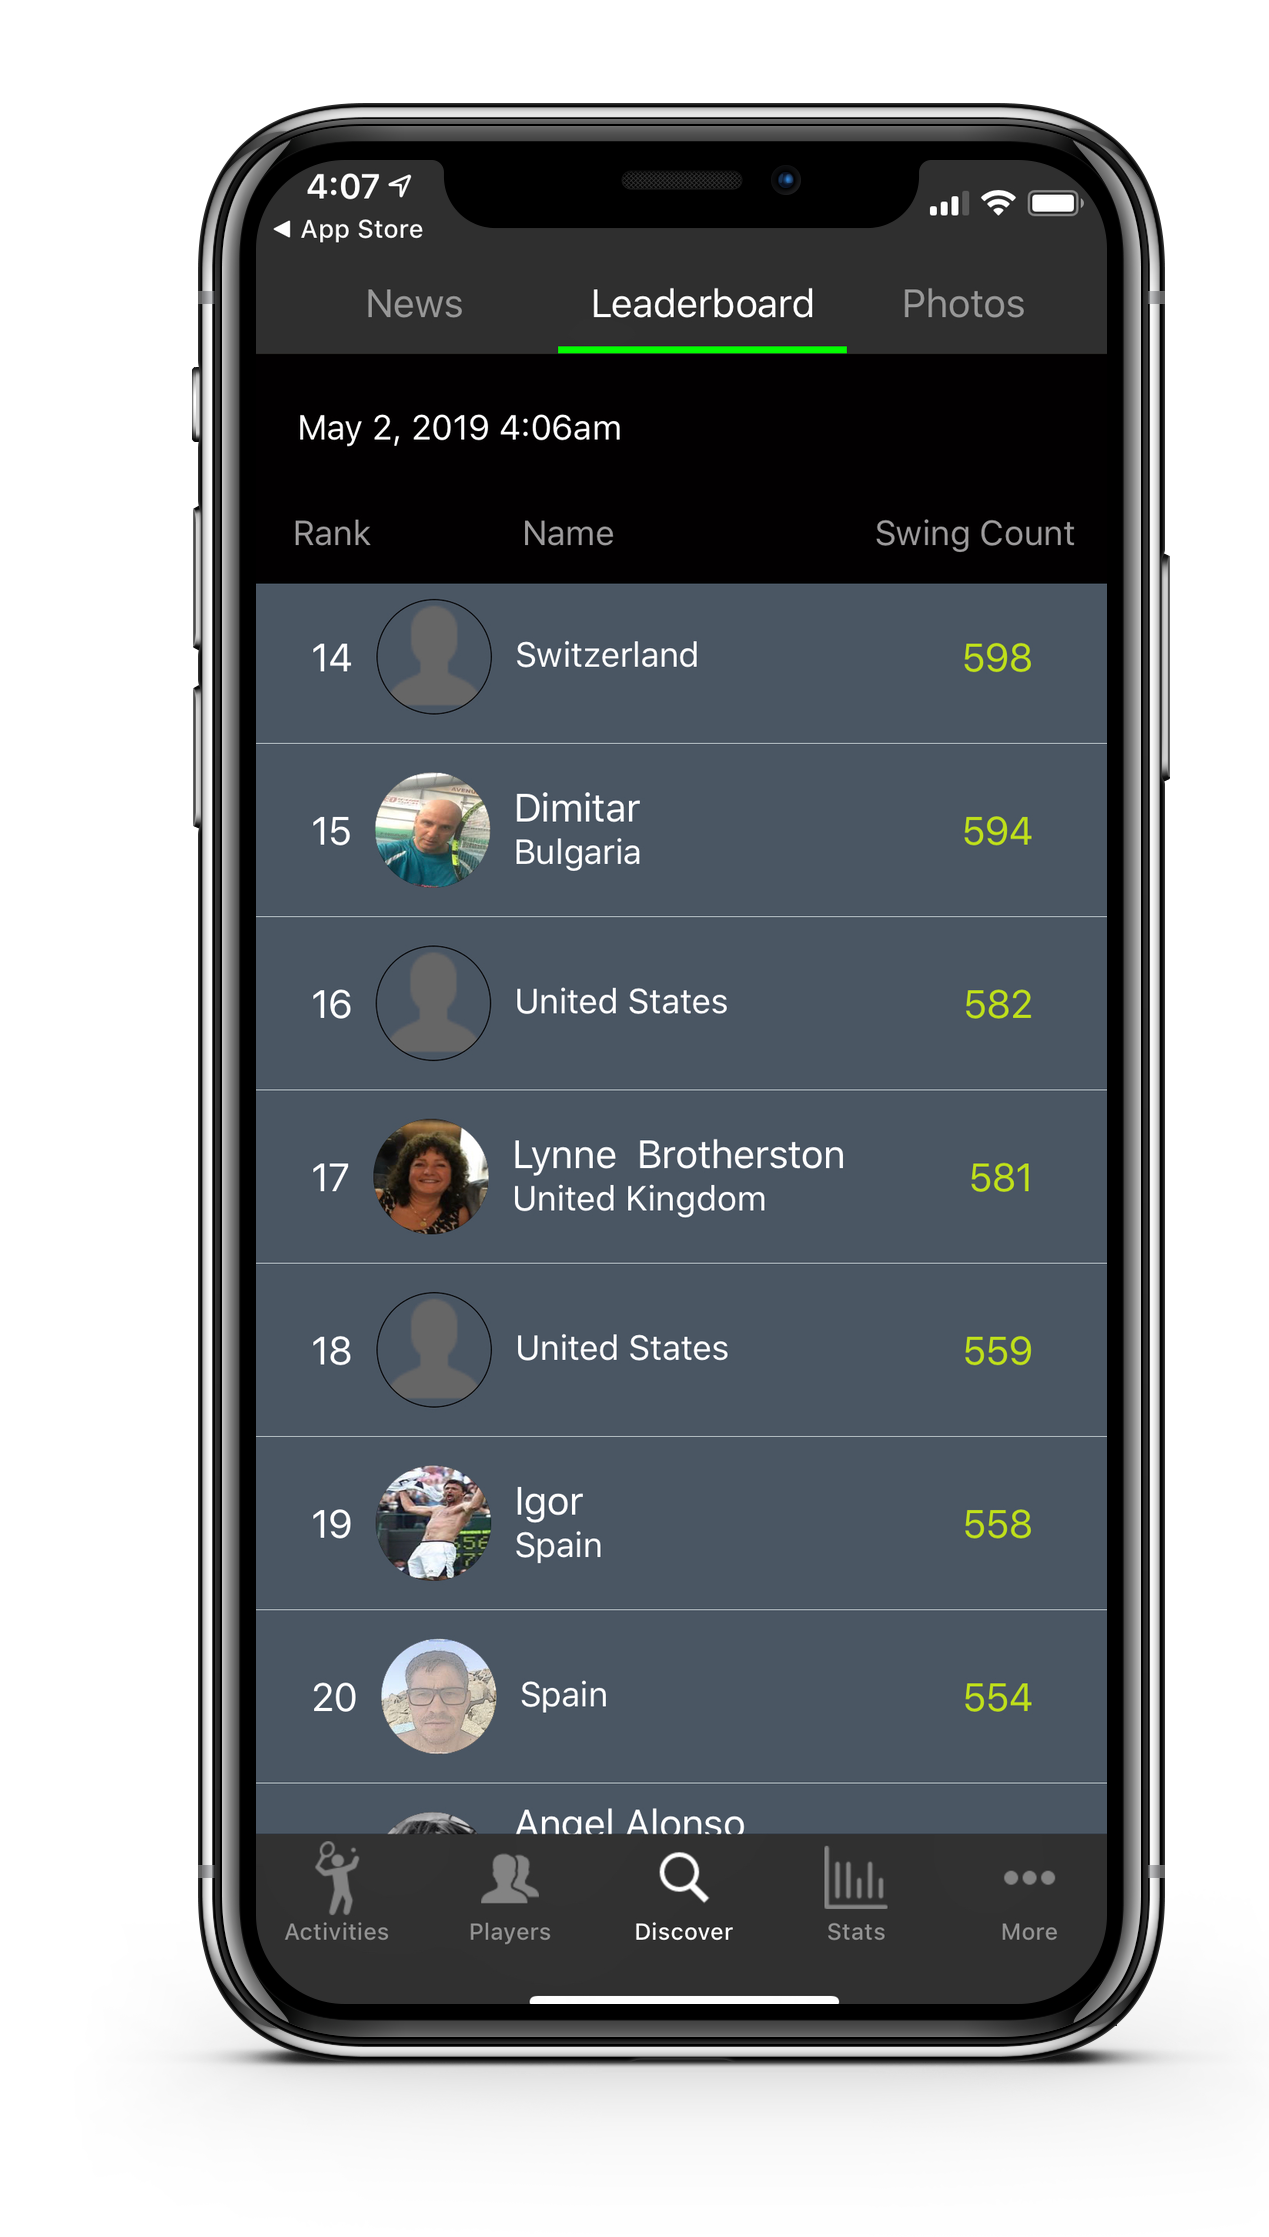 4:07
◀ App Store
News Leaderboard Photos
May 2, 2019 4:06am
Rank Name Swing Count
14 Switzerland 598
Dimitar
15 594
Bulgaria
16 United States 582
Lynne  Brotherston
17 581
United Kingdom
18 United States 559
Igor
19 558
Spain
20 Spain 554
Angel Alonso
Activities Players Discover Stats More